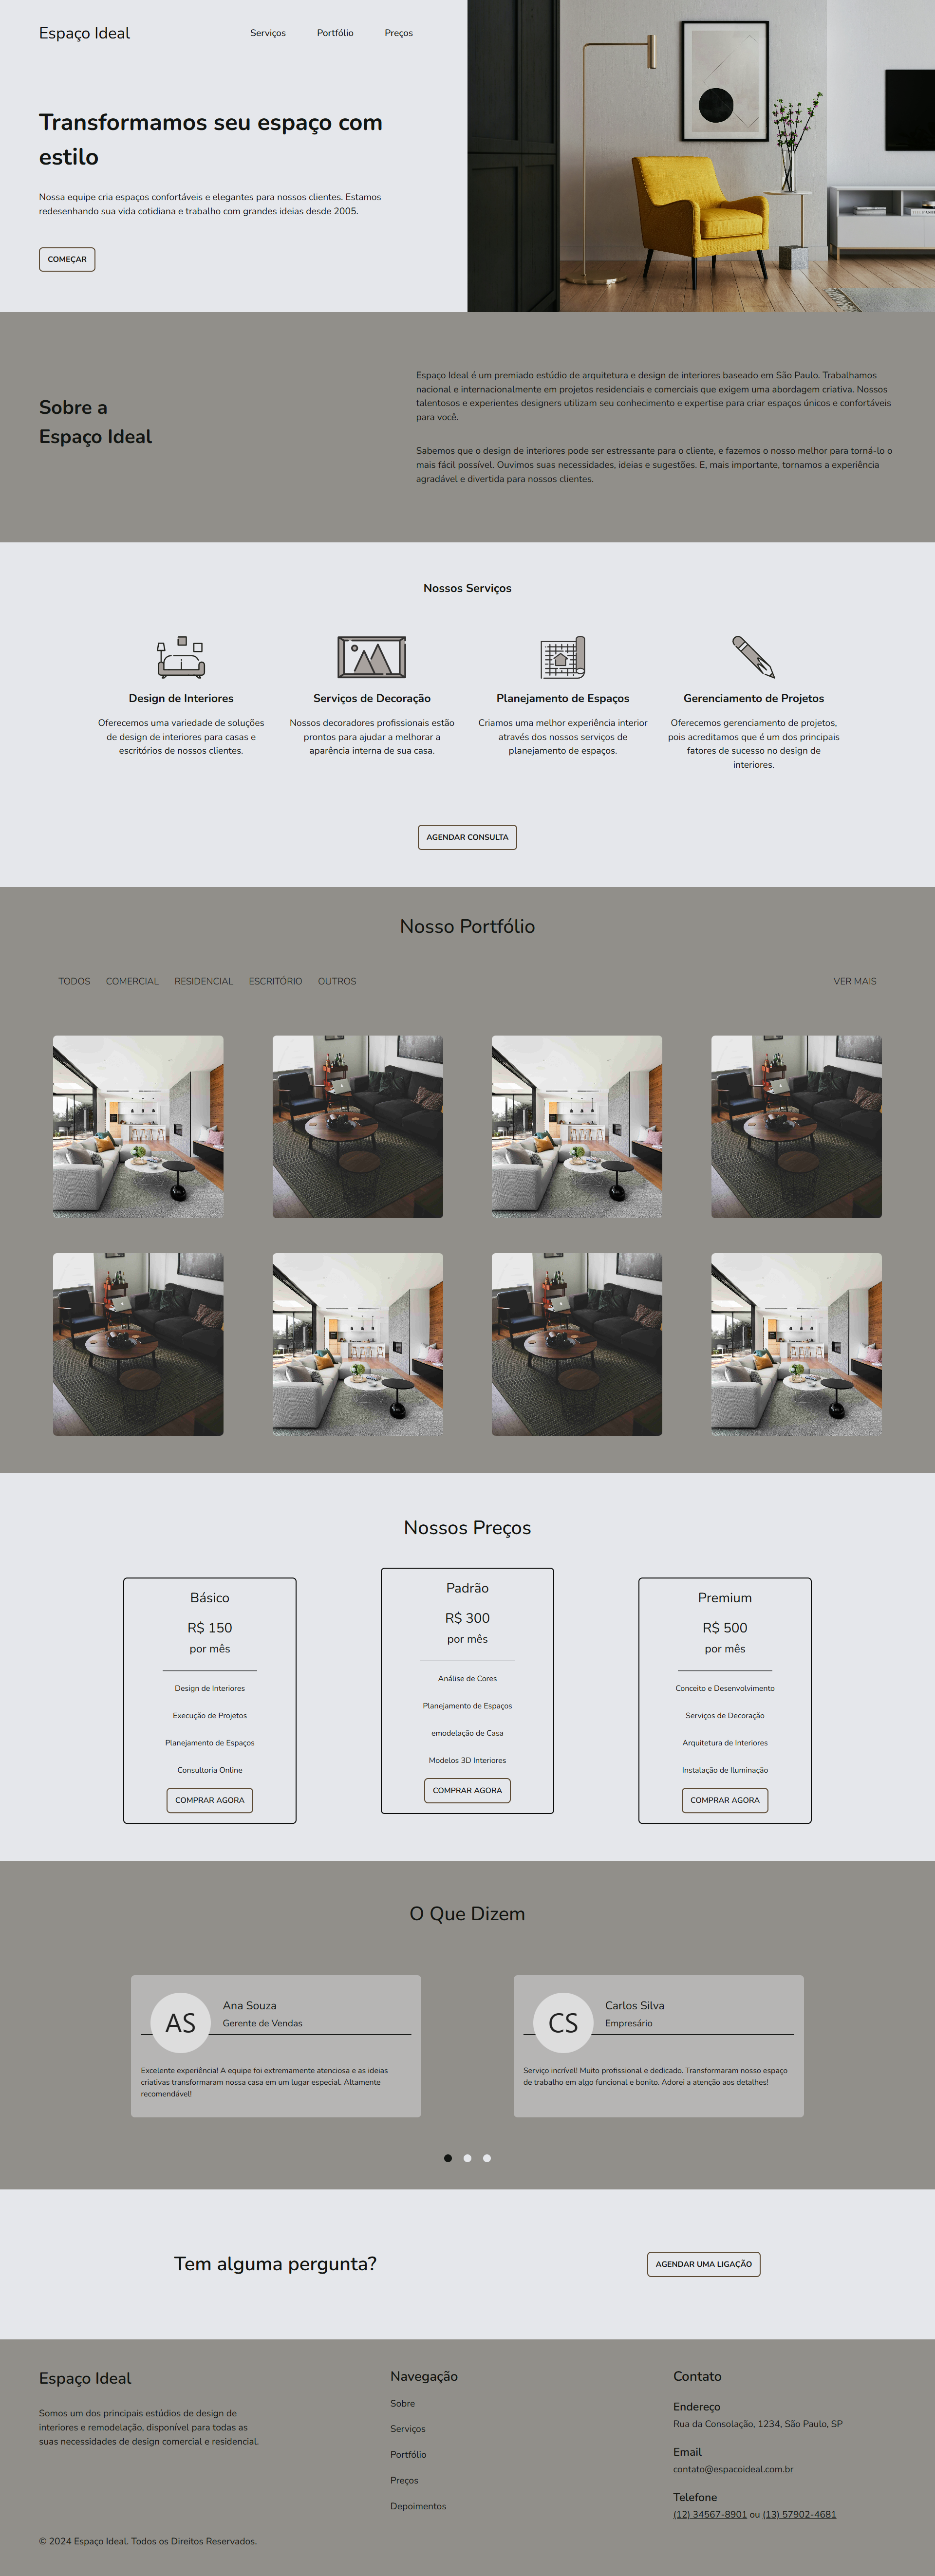 Espaço Ideal
Serviços
Portfólio
Preços
Transformamos seu espaço com
estilo
Nossa equipe cria espaços confortáveis e elegantes para nossos clientes. Estamos
redesenhando sua vida cotidiana e trabalho com grandes ideias desde 2005.
COMEÇAR
Sobre a
Espaço Ideal
Espaço Ideal é um premiado estúdio de arquitetura e design de interiores baseado em São Paulo. Trabalhamos
nacional e internacionalmente em projetos residenciais e comerciais que exigem uma abordagem criativa. Nossos
talentosos e experientes designers utilizam seu conhecimento e expertise para criar espaços únicos e confortáveis
para você.
Sabemos que o design de interiores pode ser estressante para o cliente, e fazemos o nosso melhor para torná-lo o
mais fácil possível. Ouvimos suas necessidades, ideias e sugestões. E, mais importante, tornamos a experiência
agradável e divertida para nossos clientes.
Nossos Serviços
Design de Interiores
Oferecemos uma variedade de soluções
de design de interiores para casas e
escritórios de nossos clientes.
Serviços de Decoração
Nossos decoradores profissionais estão
prontos para ajudar a melhorar a
aparência interna de sua casa.
Planejamento de Espaços
Criamos uma melhor experiência interior
através dos nossos serviços de
planejamento de espaços.
Gerenciamento de Projetos
Oferecemos gerenciamento de projetos,
pois acreditamos que é um dos principais
fatores de sucesso no design de
interiores.
AGENDAR CONSULTA
Nosso Portfólio
TODOS
COMERCIAL
RESIDENCIAL
ESCRITÓRIO
OUTROS
VER MAIS
Nossos Preços
Básico
R$ 150
por mês
Design de Interiores
Execução de Projetos
Planejamento de Espaços
Consultoria Online
COMPRAR AGORA
Padrão
R$ 300
por mês
Análise de Cores
Planejamento de Espaços
emodelação de Casa
Modelos 3D Interiores
COMPRAR AGORA
Premium
R$ 500
por mês
Conceito e Desenvolvimento
Serviços de Decoração
Arquitetura de Interiores
Instalação de Iluminação
COMPRAR AGORA
O Que Dizem
AS
Ana Souza
Gerente de Vendas
Excelente experiência! A equipe foi extremamente atenciosa e as ideias
criativas transformaram nossa casa em um lugar especial. Altamente
recomendável!
CS
Carlos Silva
Empresário
Serviço incrível! Muito profissional e dedicado. Transformaram nosso espaço
de trabalho em algo funcional e bonito. Adorei a atenção aos detalhes!
Tem alguma pergunta?
AGENDAR UMA LIGAÇÃO
Espaço Ideal
Somos um dos principais estúdios de design de
interiores e remodelação, disponível para todas as
suas necessidades de design comercial e residencial.
Navegação
Sobre
Serviços
Portfólio
Preços
Depoimentos
Contato
Endereço
Rua da Consolação, 1234, São Paulo, SP
Email
contato@espacoideal.com.br
Telefone
(12) 34567-8901 ou (13) 57902-4681
© 2024 Espaço Ideal. Todos os Direitos Reservados.